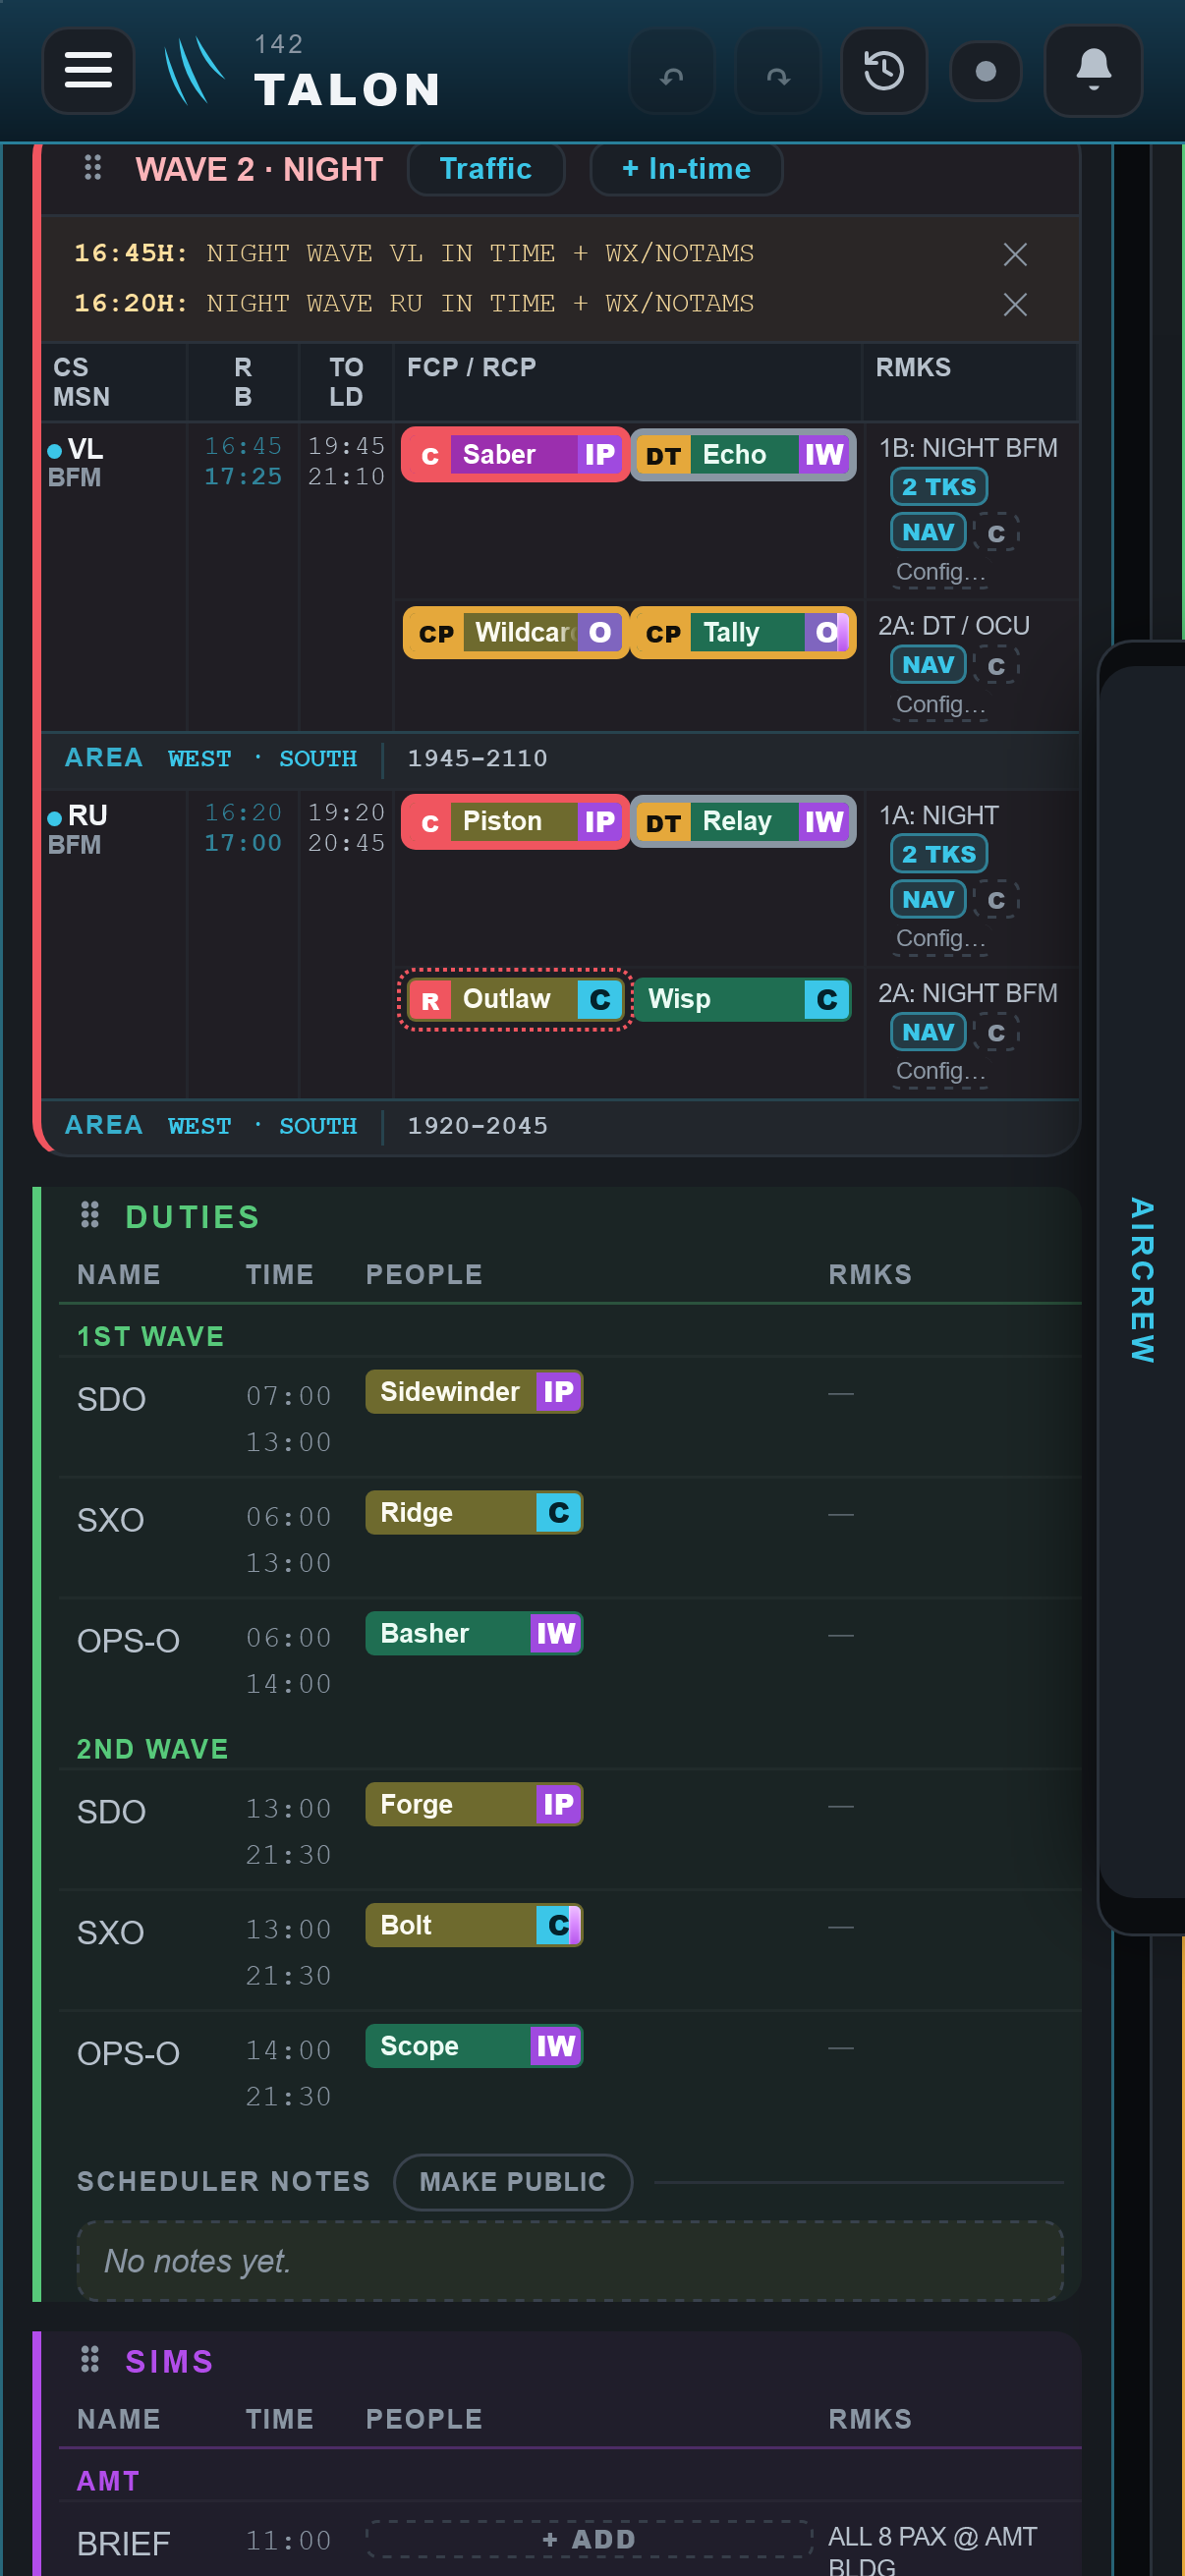 142
TALON
WAVE 2 · NIGHT Traffic + In-time
16:45H: NIGHT WAVE VL IN TIME + WX/NOTAMS
16:20H: NIGHT WAVE RU IN TIME + WX/NOTAMS
CS R TO FCP / RCP RMKS
MSN B LD
VL 16:45 19:45 C Saber IP DT Echo IW 1B: NIGHT BFM
BFM 17:25 21:10 2 TKS
NAV C
Config...
CP Wildcard O CP Tally O 2A: DT / OCU
NAV C
Config...
AREA WEST · SOUTH 1945–2110
RU 16:20 19:20 C Piston IP DT Relay IW 1A: NIGHT
BFM 17:00 20:45 2 TKS
NAV C
Config...
R Outlaw C Wisp C 2A: NIGHT BFM
NAV C
Config...
AREA WEST · SOUTH 1920–2045
AIRCREW
DUTIES
NAME TIME PEOPLE RMKS
1ST WAVE
SDO 07:00 Sidewinder IP —
13:00
SXO 06:00 Ridge C —
13:00
OPS-O 06:00 Basher IW —
14:00
2ND WAVE
SDO 13:00 Forge IP —
21:30
SXO 13:00 Bolt C —
21:30
OPS-O 14:00 Scope IW —
21:30
SCHEDULER NOTES MAKE PUBLIC
No notes yet.
SIMS
NAME TIME PEOPLE RMKS
AMT
BRIEF 11:00 + ADD ALL 8 PAX @ AMT
BLDG